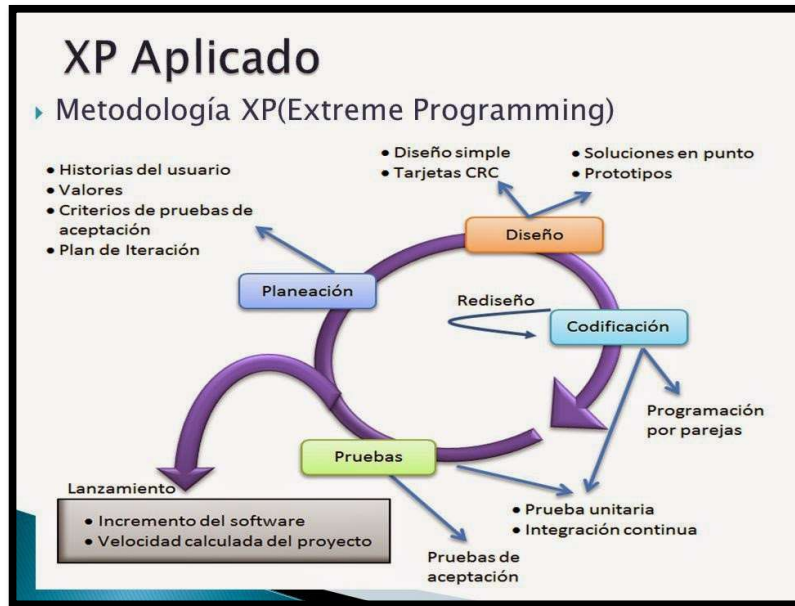 XP Aplicado
Metodología XP(Extreme Programming)
• Historias del usuario
• Valores
• Criterios de pruebas de
aceptación
• Plan de Iteración
• Diseño simple
• Tarjetas CRC
• Soluciones en punto
• Prototipos
Diseño
Planeación
Rediseño
Codificación
Programación
por parejas
Pruebas
Lanzamiento
• Incremento del software
• Velocidad calculada del proyecto
• Prueba unitaria
• Integración continua
Pruebas de
aceptación